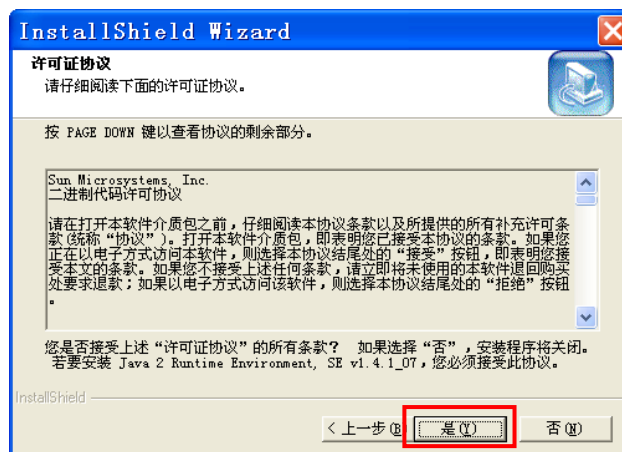 InstallShield Wizard
许可证协议
请仔细阅读下面的许可证协议。
按 PAGE DOWN 键以查看协议的剩余部分。
Sun Microsystems, Inc.
二进制代码许可协议
请在打开本软件介质包之前，仔细阅读本协议条款以及所提供的所有补充许可条
款(统称“协议”)。打开本软件介质包，即表明您已接受本协议的条款。如果您
正在以电子方式访问本软件，则选择本协议结尾处的“接受”按钮，即表明您接
受本文的条款。如果您不接受上述任何条款，请立即将未使用的本软件退回购买
处要求退款；如果以电子方式访问该软件，则选择本协议结尾处的“拒绝”按钮
。
您是否接受上述“许可证协议”的所有条款？ 如果选择“否”，安装程序将关闭。
若要安装 Java 2 Runtime Environment, SE v1.4.1_07，您必须接受此协议。
InstallShield
< 上一步(B) 是(Y) 否(N)